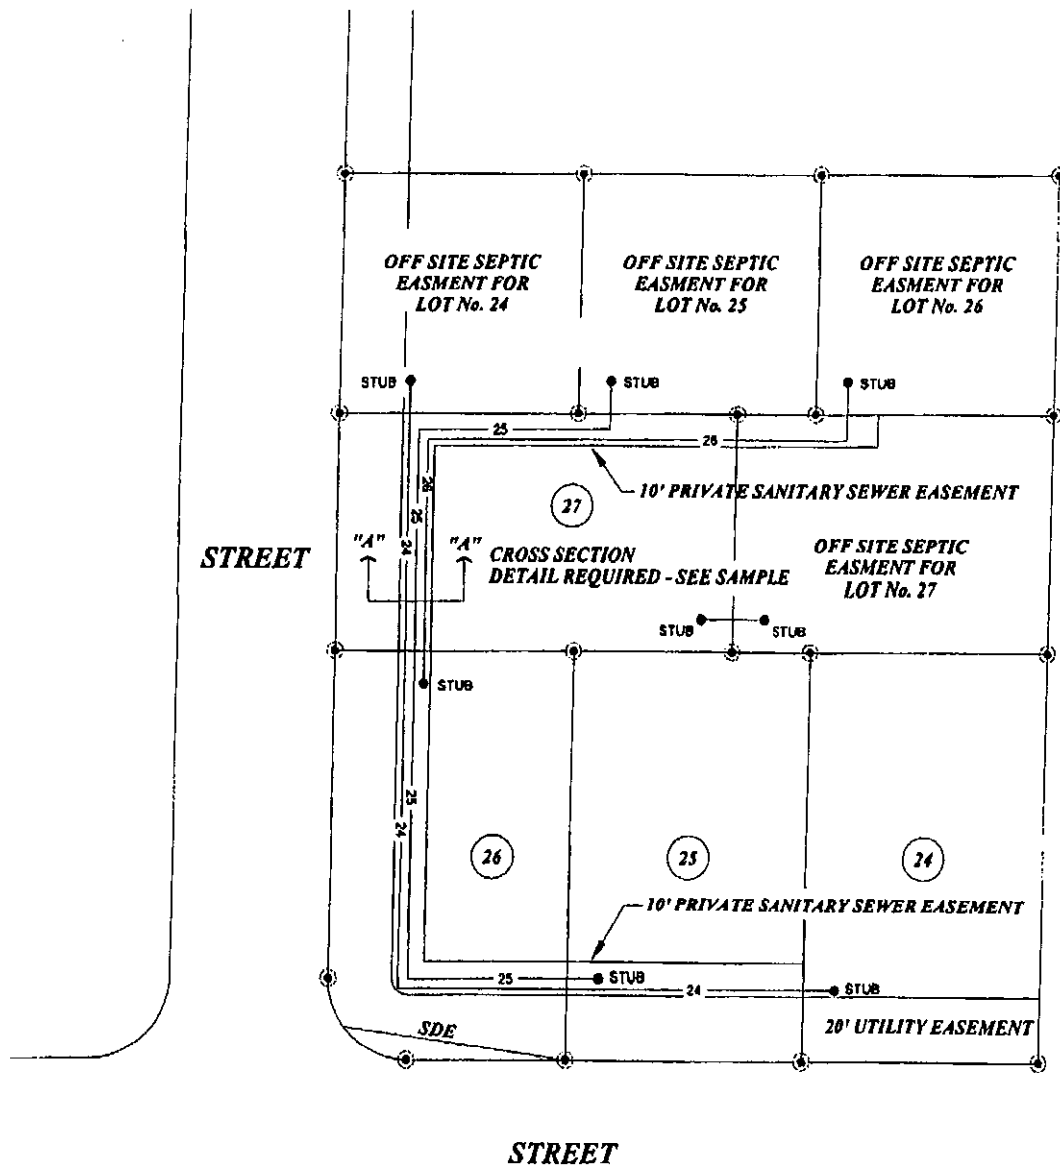 OFF SITE SEPTIC
EASMENT FOR
LOT No. 24
OFF SITE SEPTIC
EASMENT FOR
LOT No. 25
OFF SITE SEPTIC
EASMENT FOR
LOT No. 26
STUB
STUB
STUB
25
26
26
25
24
10' PRIVATE SANITARY SEWER EASEMENT
27
STREET
"A"
"A"
CROSS SECTION
DETAIL REQUIRED - SEE SAMPLE
OFF SITE SEPTIC
EASMENT FOR
LOT No. 27
STUB
STUB
STUB
25
24
26
25
24
10' PRIVATE SANITARY SEWER EASEMENT
25
STUB
24
STUB
SDE
20' UTILITY EASEMENT
STREET